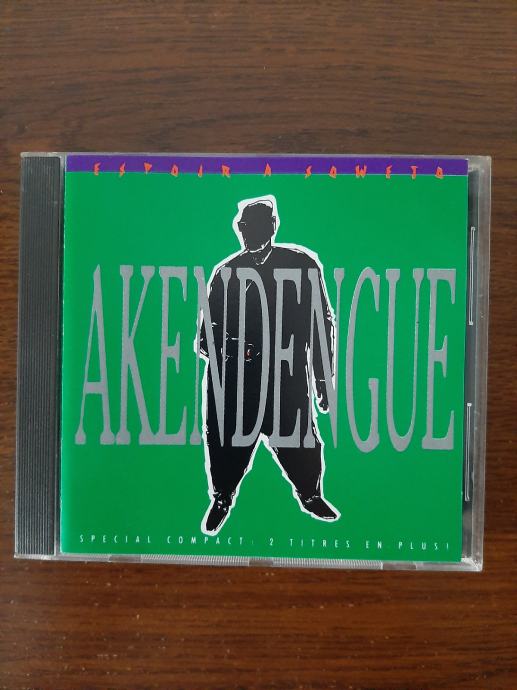 ESPOIR A SOWETO
AKENDENGUE
SPECIAL COMPACT: 2 TITRES EN PLUS!